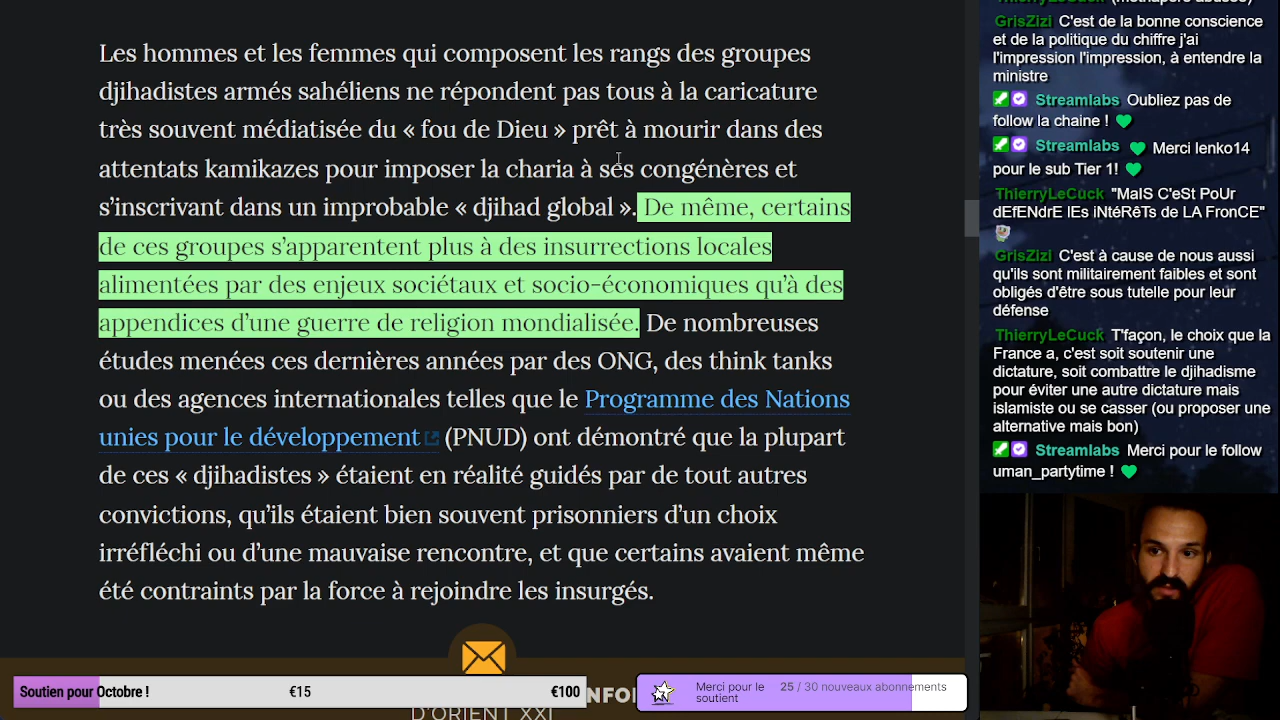 Les hommes et les femmes qui composent les rangs des groupes
djihadistes armés sahéliens ne répondent pas tous à la caricature
très souvent médiatisée du « fou de Dieu » prêt à mourir dans des
attentats kamikazes pour imposer la charia à ses congénères et
s’inscrivant dans un improbable « djihad global ». De même, certains
de ces groupes s’apparentent plus à des insurrections locales
alimentées par des enjeux sociétaux et socio-économiques qu’à des
appendices d’une guerre de religion mondialisée. De nombreuses
études menées ces dernières années par des ONG, des think tanks
ou des agences internationales telles que le Programme des Nations
unies pour le développement (PNUD) ont démontré que la plupart
de ces « djihadistes » étaient en réalité guidés par de tout autres
convictions, qu’ils étaient bien souvent prisonniers d’un choix
irréfléchi ou d’une mauvaise rencontre, et que certains avaient même
été contraints par la force à rejoindre les insurgés.
Soutien pour Octobre !
€15
€100
D’ORIENT XXI
Merci pour le
soutien
25 / 30 nouveaux abonnements
GrisZizi C'est de la bonne conscience
et de la politique du chiffre j'ai
l'impression l'impression, à entendre la
ministre
Streamlabs Oubliez pas de
follow la chaine !
Streamlabs Merci lenko14
pour le sub Tier 1!
ThierryLeCuck "MaIS C'eSt PoUr
dEfENdrE lEs iNtéRêTs de LA FronCE"
GrisZizi C'est à cause de nous aussi
qu'ils sont militairement faibles et sont
obligés d'être sous tutelle pour leur
défense
ThierryLeCuck T'façon, le choix que la
France a, c'est soit soutenir une
dictature, soit combattre le djihadisme
pour éviter une autre dictature mais
islamiste ou se casser (ou proposer une
alternative mais bon)
Streamlabs Merci pour le follow
uman_partytime !